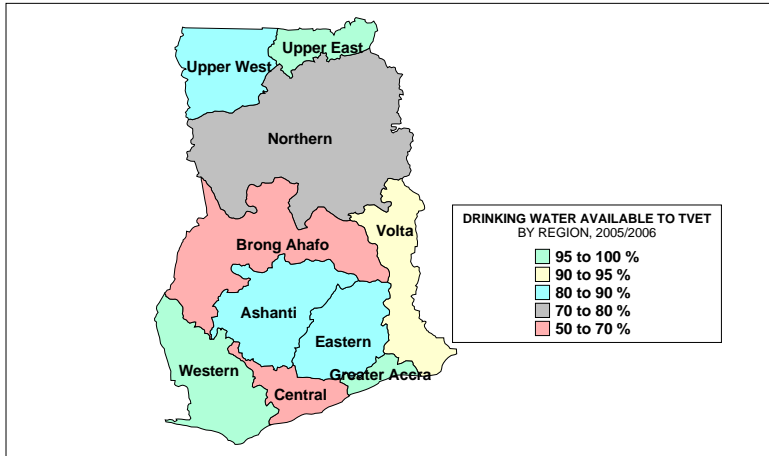 Upper East
Upper West
Northern
Volta
Brong Ahafo
Ashanti
Eastern
Western
Greater Accra
Central
DRINKING WATER AVAILABLE TO TVET
BY REGION, 2005/2006
95 to 100 %
90 to 95 %
80 to 90 %
70 to 80 %
50 to 70 %